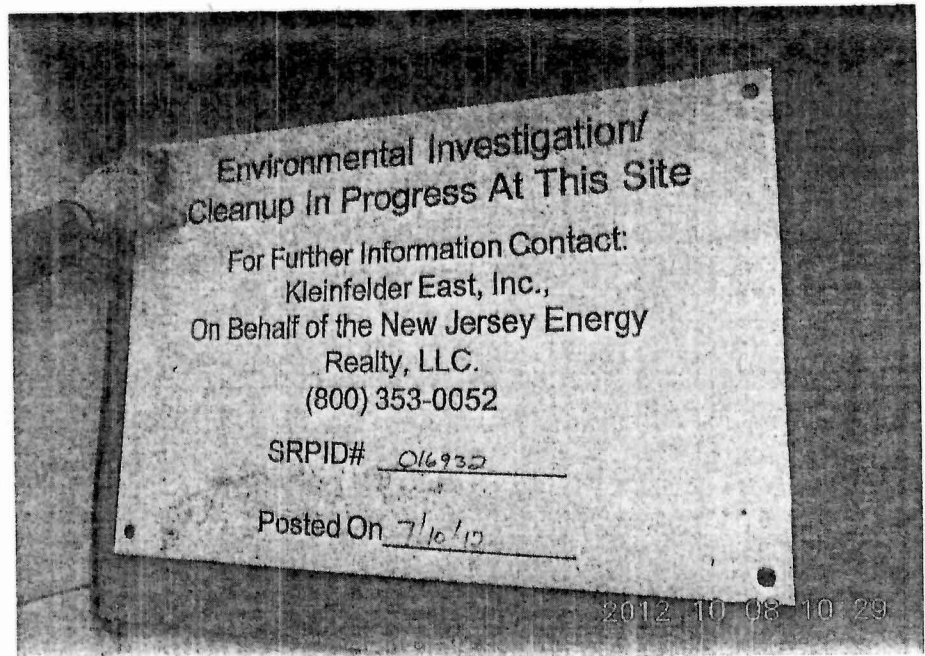 Environmental Investigation/
Cleanup In Progress At This Site
For Further Information Contact:
Kleinfelder East, Inc.,
On Behalf of the New Jersey Energy
Realty, LLC.
(800) 353-0052
SRPID# 016932
Posted On 7/10/12
2012 10 08 10 29